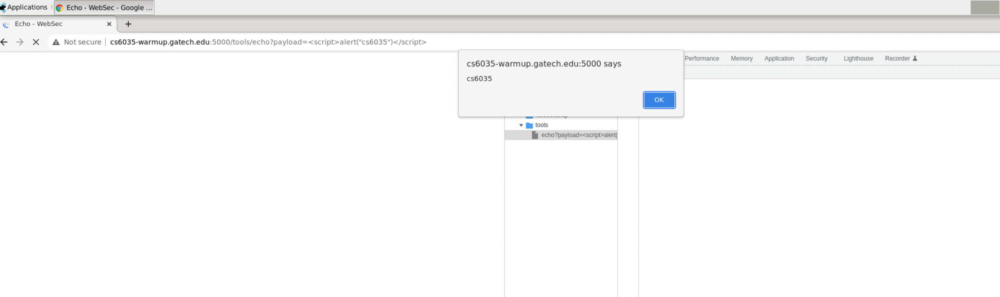 Applications
Echo - WebSec - Google ...
Echo - WebSec
Not secure
cs6035-warmup.gatech.edu:5000/tools/echo?payload=<script>alert("cs6035")</script>
cs6035-warmup.gatech.edu:5000 says
cs6035
OK
Performance
Memory
Application
Security
Lighthouse
Recorder
tools
echo?payload=<script>alert(